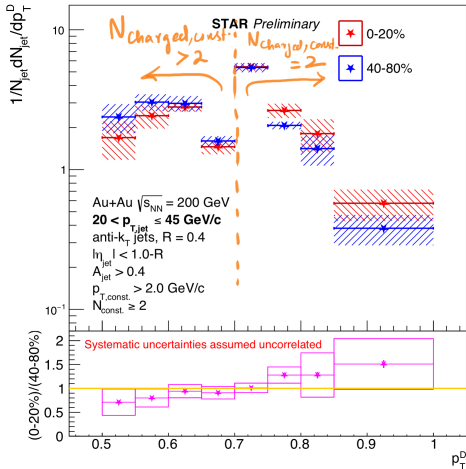 STAR Preliminary
N charged, const. > 2
N charged, const. = 2
0-20%
40-80%
1/N_jet dN_jet/dp_T^D
10
1
10⁻¹
Au+Au √s_NN = 200 GeV
20 < p_T,jet ≤ 45 GeV/c
anti-k_T jets, R = 0.4
|η_jet| < 1.0-R
A_jet > 0.4
p_T,const. > 2.0 GeV/c
N_const. ≥ 2
(0-20%)/(40-80%)
Systematic uncertainties assumed uncorrelated
2
1.5
1
0.5
0
0.5 0.6 0.7 0.8 0.9 1
p_T^D